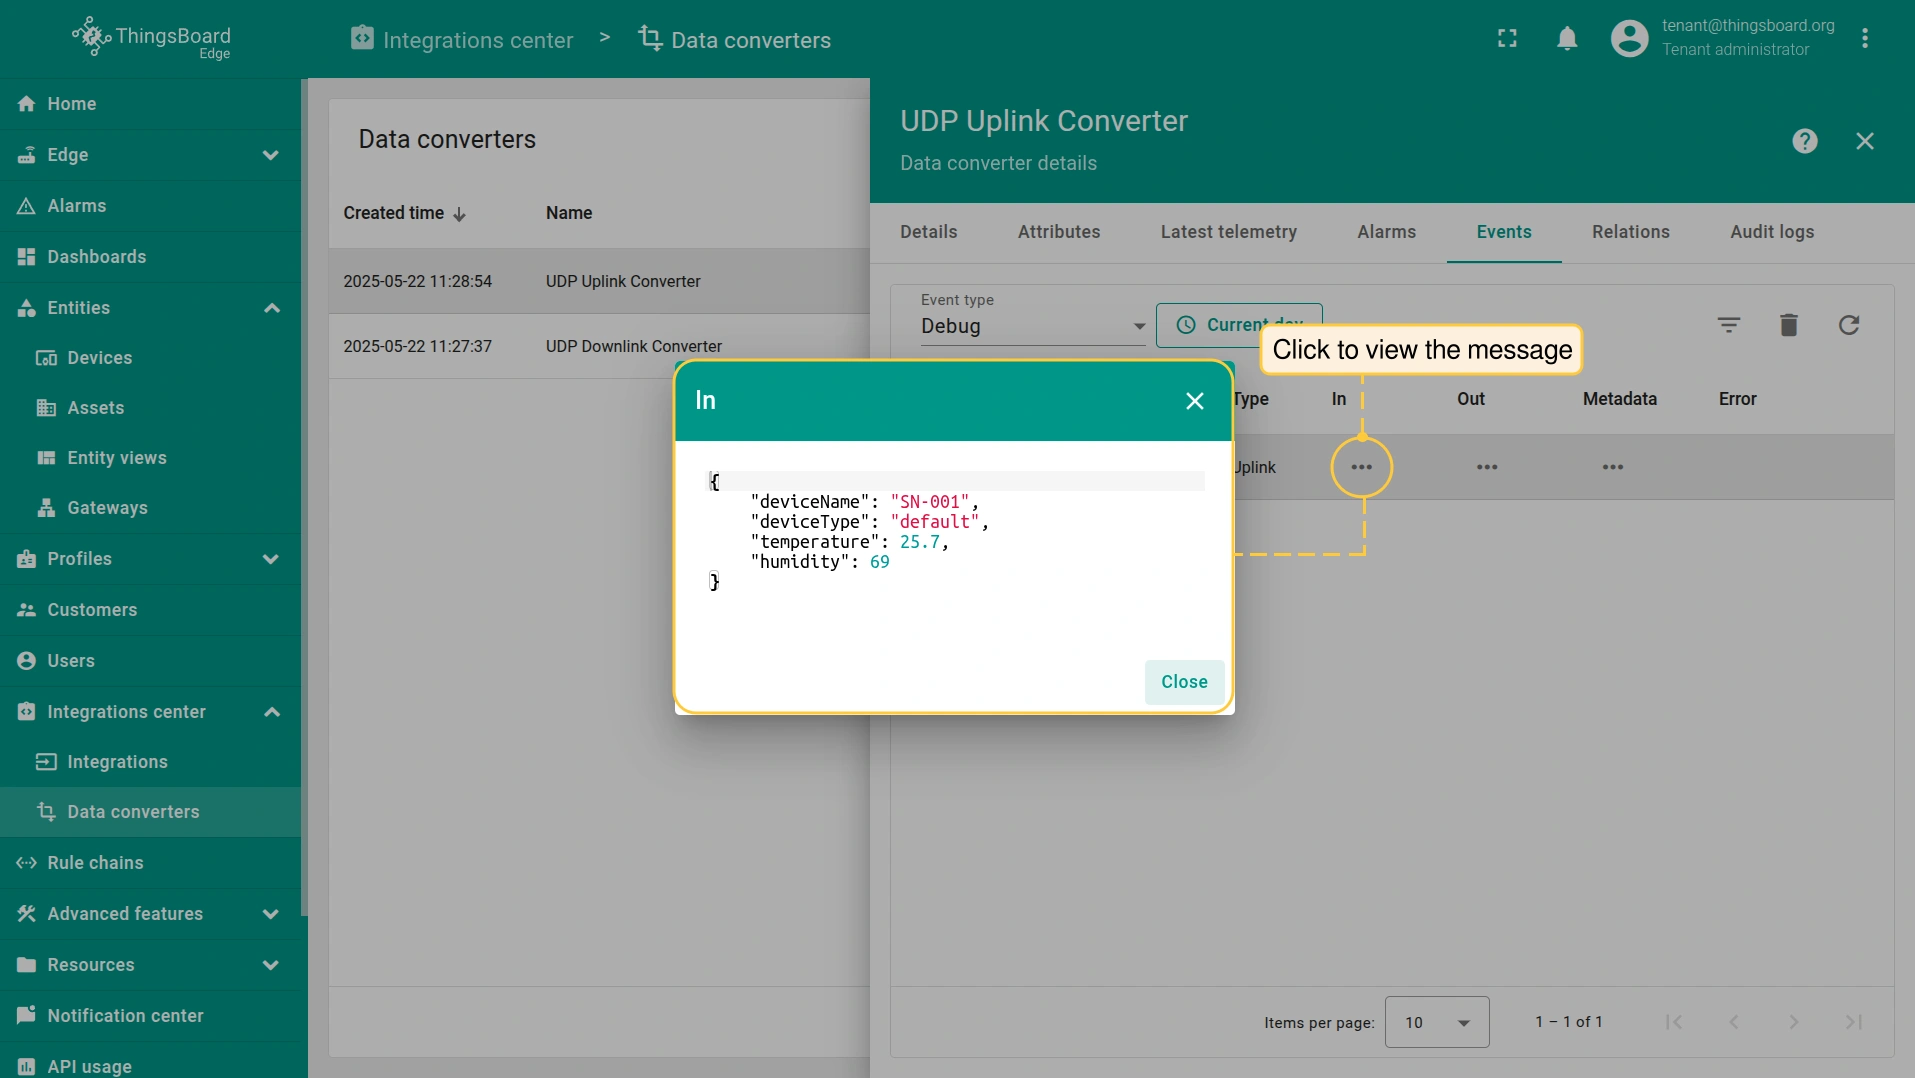 ThingsBoard
Edge
Integrations center > Data converters
tenant@thingsboard.org
Tenant administrator
Home
Edge
Alarms
Dashboards
Entities
Devices
Assets
Entity views
Gateways
Profiles
Customers
Users
Integrations center
Integrations
Data converters
Rule chains
Advanced features
Resources
Notification center
API usage
Data converters
Created time Name
2025-05-22 11:28:54 UDP Uplink Converter
2025-05-22 11:27:37 UDP Downlink Converter
UDP Uplink Converter
Data converter details
Details Attributes Latest telemetry Alarms Events Relations Audit logs
Event type
Debug
Current day
Click to view the message
Type In Out Metadata Error
Uplink ••• ••• •••
In
{
"deviceName": "SN-001",
"deviceType": "default",
"temperature": 25.7,
"humidity": 69
}
Close
Items per page: 10 1 – 1 of 1